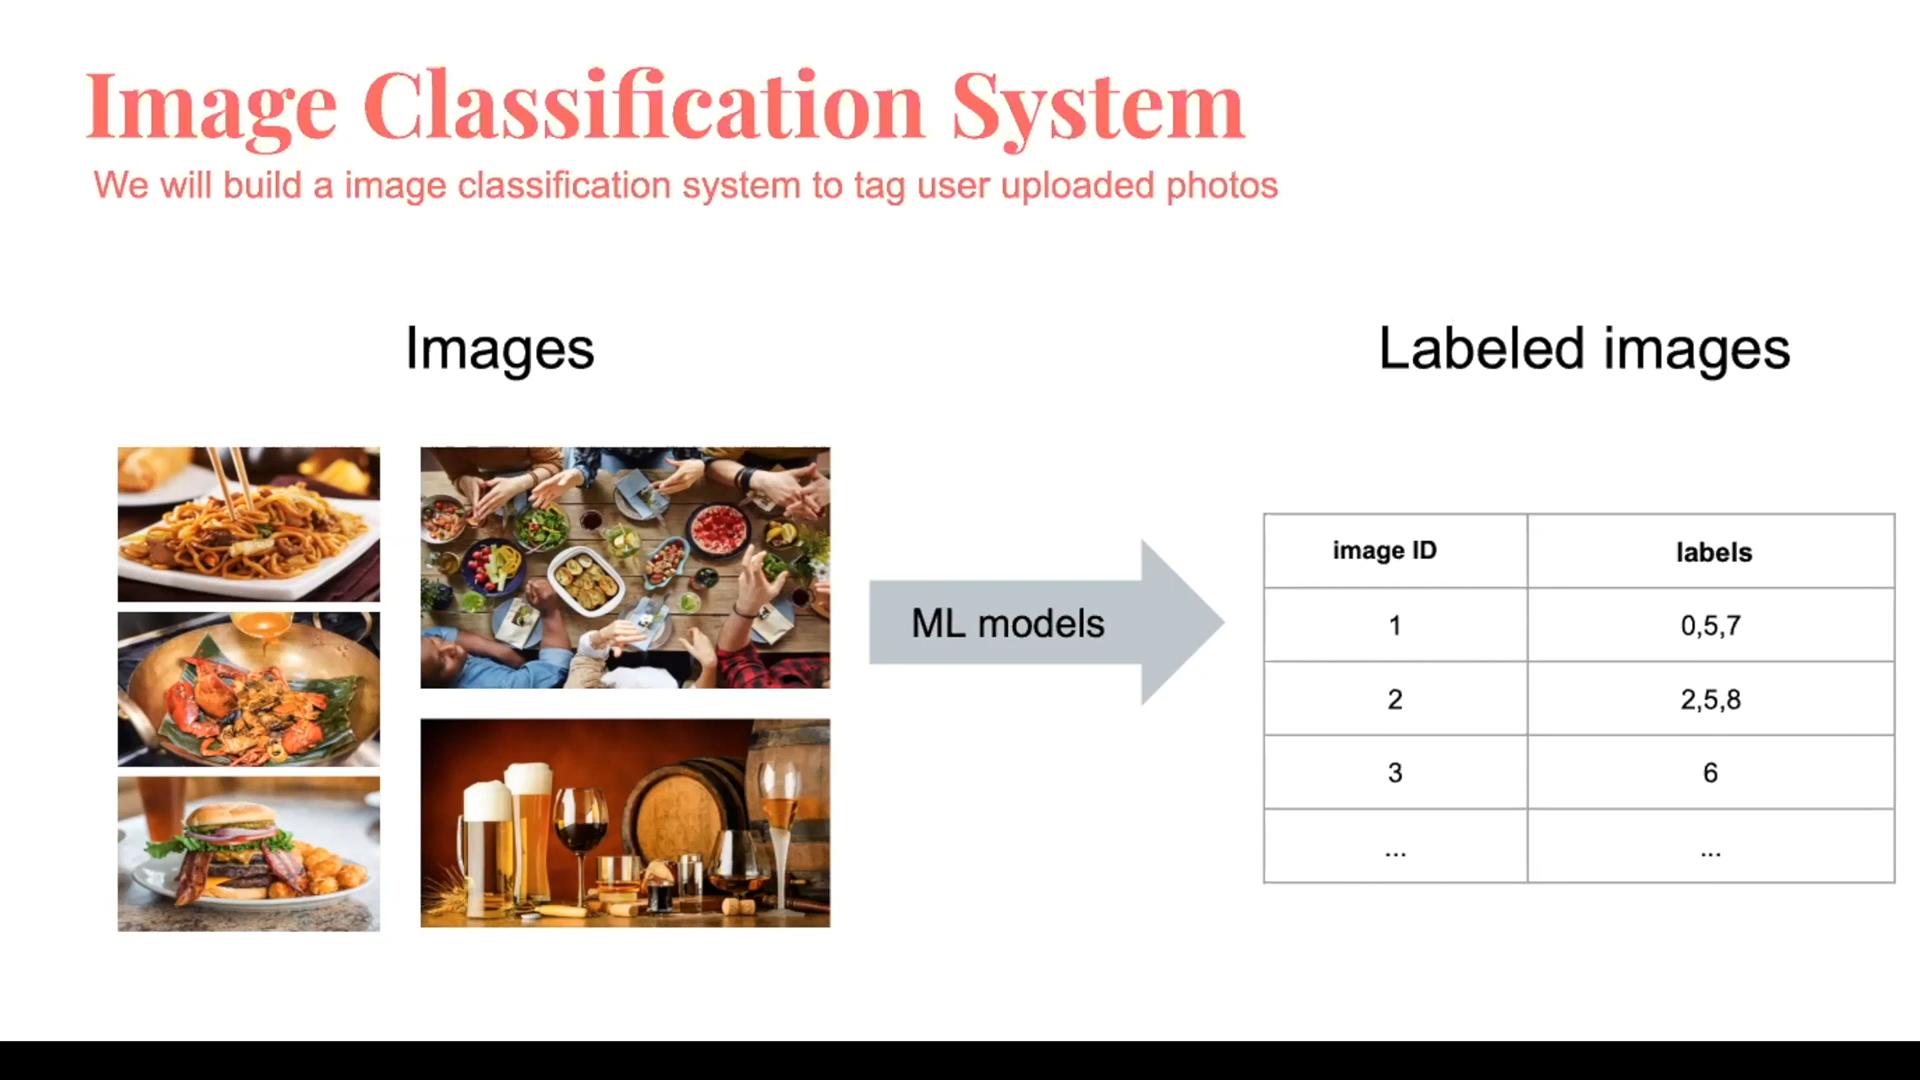 Image Classification System
We will build a image classification system to tag user uploaded photos
Images
Labeled images
ML models
image ID labels
1 0,5,7
2 2,5,8
3 6
... ...